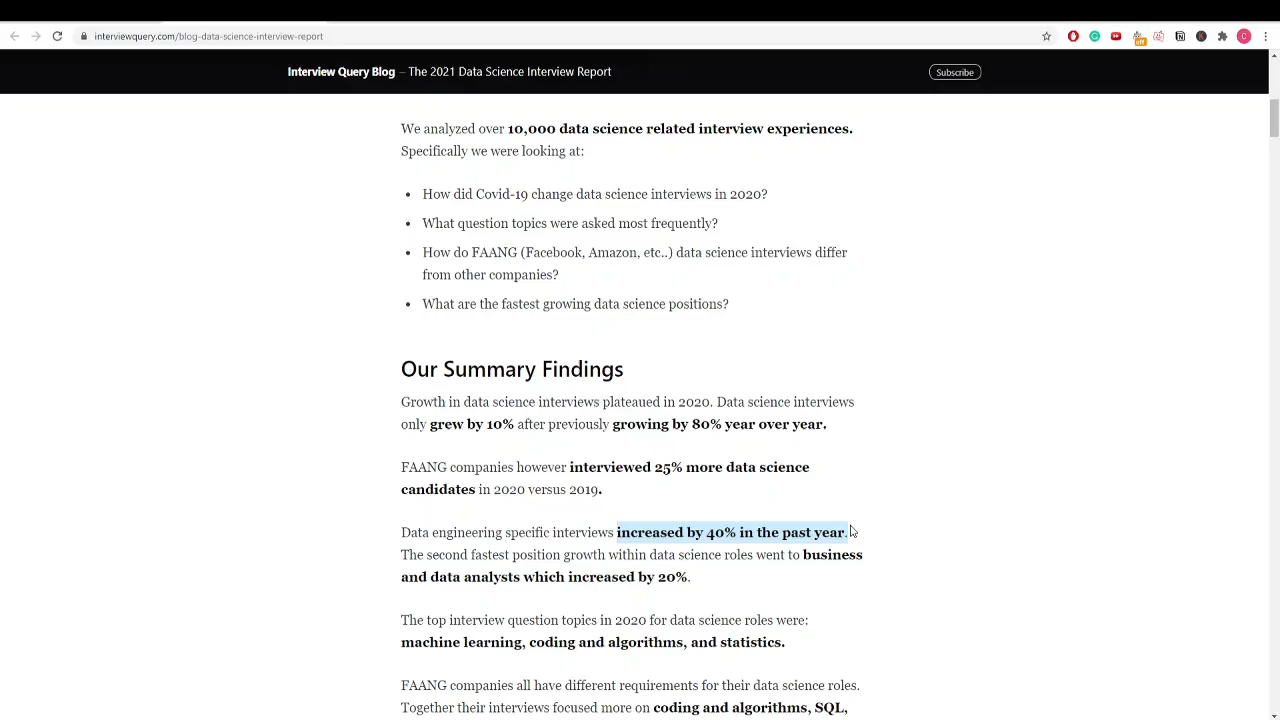 interviewquery.com/blog-data-science-interview-report
off
C
Interview Query Blog – The 2021 Data Science Interview Report
Subscribe
We analyzed over 10,000 data science related interview experiences.
Specifically we were looking at:
• How did Covid-19 change data science interviews in 2020?
• What question topics were asked most frequently?
• How do FAANG (Facebook, Amazon, etc..) data science interviews differ
from other companies?
• What are the fastest growing data science positions?
Our Summary Findings
Growth in data science interviews plateaued in 2020. Data science interviews
only grew by 10% after previously growing by 80% year over year.
FAANG companies however interviewed 25% more data science
candidates in 2020 versus 2019.
Data engineering specific interviews increased by 40% in the past year.
The second fastest position growth within data science roles went to business
and data analysts which increased by 20%.
The top interview question topics in 2020 for data science roles were:
machine learning, coding and algorithms, and statistics.
FAANG companies all have different requirements for their data science roles.
Together their interviews focused more on coding and algorithms, SQL,